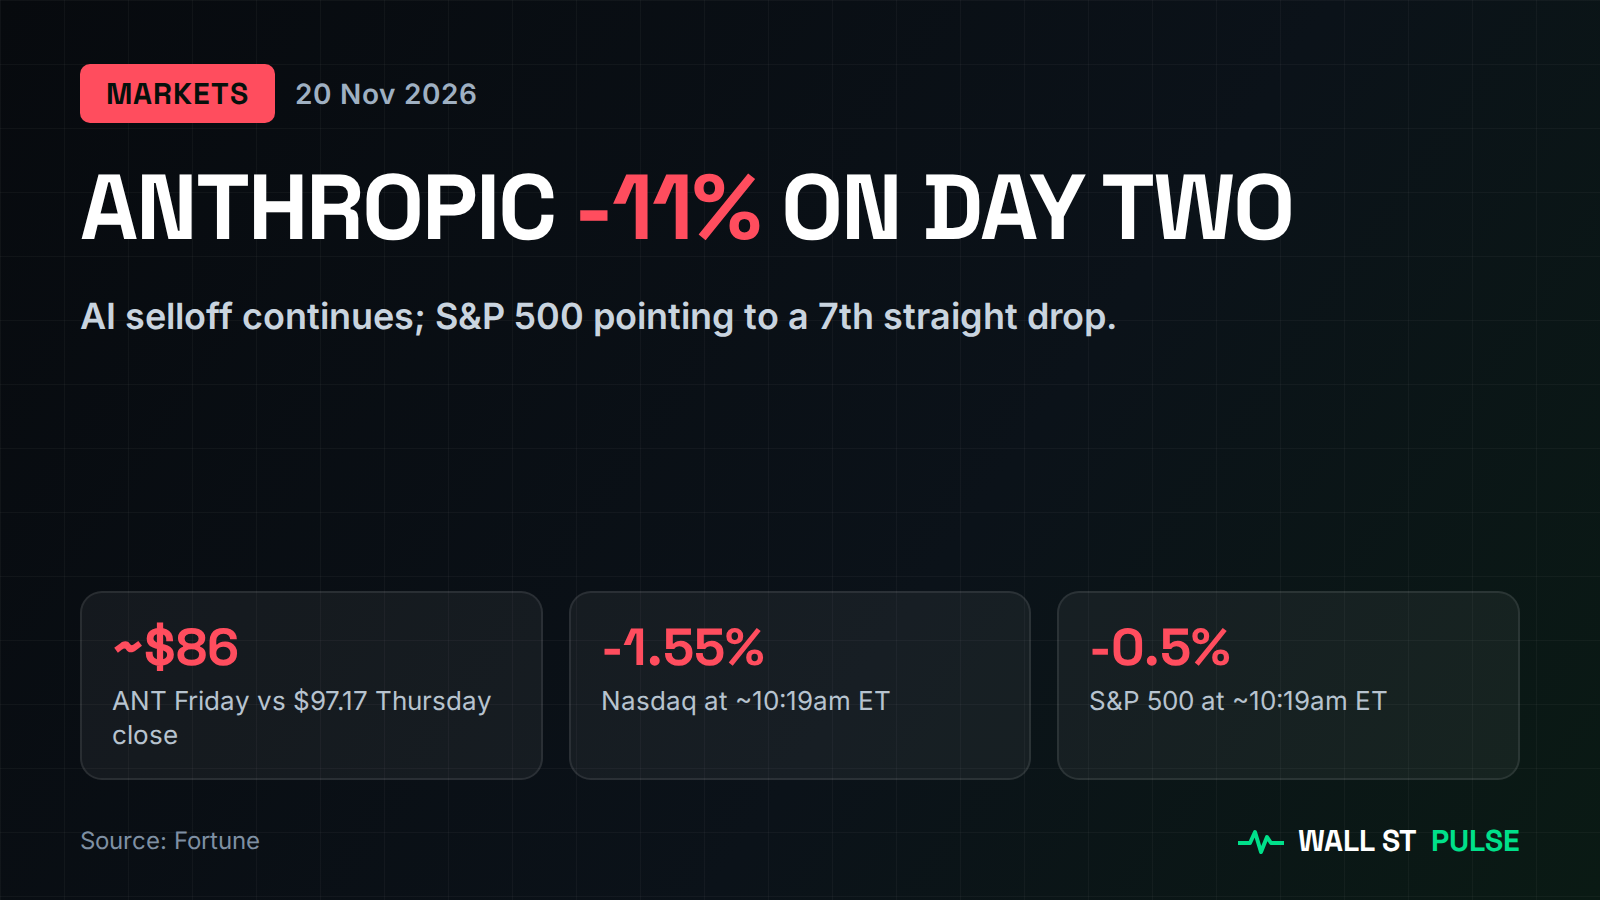 MARKETS 20 Nov 2026
ANTHROPIC -11% ON DAY TWO
AI selloff continues; S&P 500 pointing to a 7th straight drop.
~$86
ANT Friday vs $97.17 Thursday
close
-1.55%
Nasdaq at ~10:19am ET
-0.5%
S&P 500 at ~10:19am ET
Source: Fortune
WALL ST PULSE